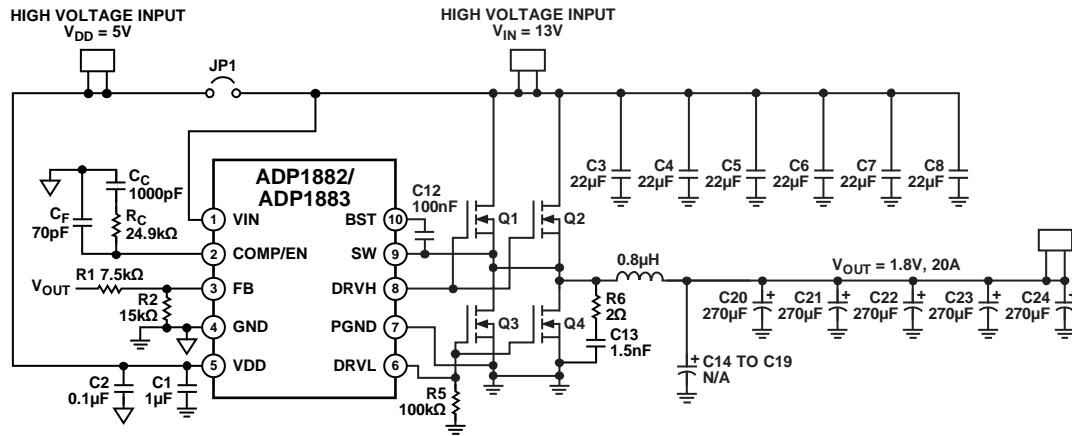 HIGH VOLTAGE INPUT
VDD = 5V
HIGH VOLTAGE INPUT
VIN = 13V
JP1
CC
1000pF
CF
70pF
RC
24.9kΩ
R1 7.5kΩ
VOUT
R2
15kΩ
C2
0.1µF
C1
1µF
ADP1882/
ADP1883
1 VIN
2 COMP/EN
3 FB
4 GND
5 VDD
BST 10
SW 9
DRVH 8
PGND 7
DRVL 6
C12
100nF
R5
100kΩ
Q1
Q2
Q3
Q4
C3
22µF
C4
22µF
C5
22µF
C6
22µF
C7
22µF
C8
22µF
0.8µH
R6
2Ω
C13
1.5nF
VOUT = 1.8V, 20A
C20 +
270µF
C21 +
270µF
C22 +
270µF
C23 +
270µF
C24 +
270µF
+ C14 TO C19
N/A